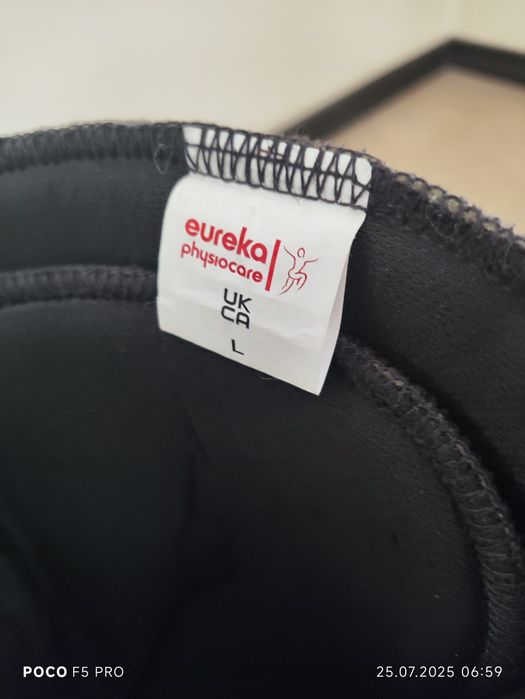 eureka
physiocare
UK
CA
L
POCO F5 PRO
25.07.2025 06:59